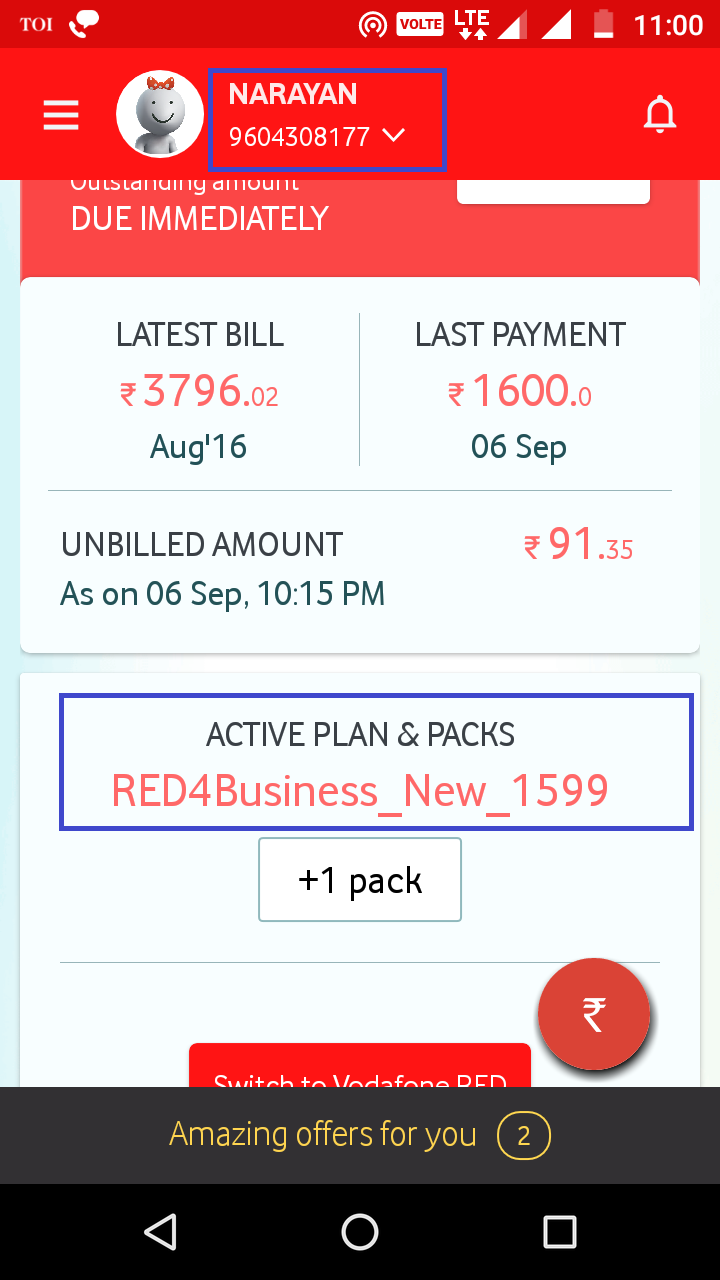 TOI VOLTE LTE 11:00
NARAYAN
9604308177
Outstanding amount
DUE IMMEDIATELY
LATEST BILL
₹3796.02
Aug'16
LAST PAYMENT
₹1600.0
06 Sep
UNBILLED AMOUNT
₹91.35
As on 06 Sep, 10:15 PM
ACTIVE PLAN & PACKS
RED4Business_New_1599
+1 pack
₹
Switch to Vodafone RED
Amazing offers for you 2